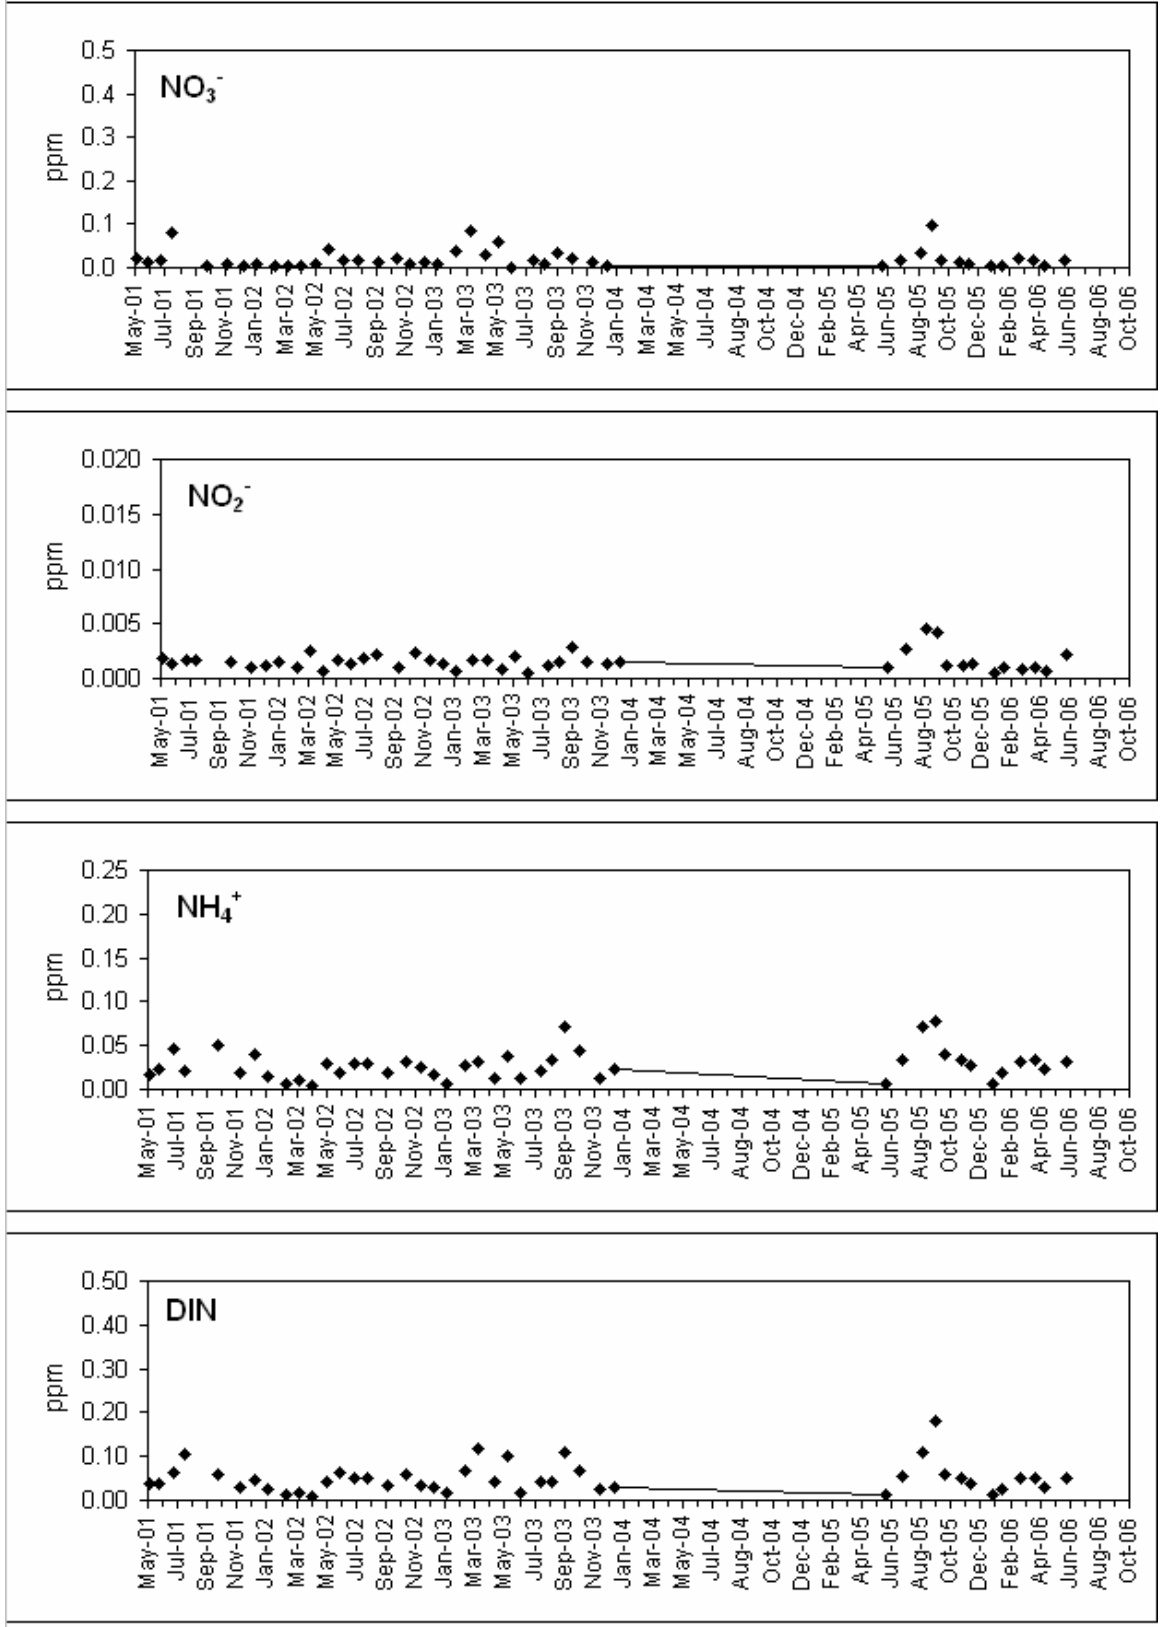 0.5
0.4
0.3
0.2
0.1
0.0
ppm
NO₃⁻
May-01 Jul-01 Sep-01 Nov-01 Jan-02 Mar-02 May-02 Jul-02 Sep-02 Nov-02 Jan-03 Mar-03 May-03 Jul-03 Sep-03 Nov-03 Jan-04 Mar-04 May-04 Jul-04 Aug-04 Oct-04 Dec-04 Feb-05 Apr-05 Jun-05 Aug-05 Oct-05 Dec-05 Feb-06 Apr-06 Jun-06 Aug-06 Oct-06
0.020
0.015
0.010
0.005
0.000
ppm
NO₂⁻
May-01 Jul-01 Sep-01 Nov-01 Jan-02 Mar-02 May-02 Jul-02 Sep-02 Nov-02 Jan-03 Mar-03 May-03 Jul-03 Sep-03 Nov-03 Jan-04 Mar-04 May-04 Jul-04 Aug-04 Oct-04 Dec-04 Feb-05 Apr-05 Jun-05 Aug-05 Oct-05 Dec-05 Feb-06 Apr-06 Jun-06 Aug-06 Oct-06
0.25
0.20
0.15
0.10
0.05
0.00
ppm
NH₄⁺
May-01 Jul-01 Sep-01 Nov-01 Jan-02 Mar-02 May-02 Jul-02 Sep-02 Nov-02 Jan-03 Mar-03 May-03 Jul-03 Sep-03 Nov-03 Jan-04 Mar-04 May-04 Jul-04 Aug-04 Oct-04 Dec-04 Feb-05 Apr-05 Jun-05 Aug-05 Oct-05 Dec-05 Feb-06 Apr-06 Jun-06 Aug-06 Oct-06
0.50
0.40
0.30
0.20
0.10
0.00
ppm
DIN
May-01 Jul-01 Sep-01 Nov-01 Jan-02 Mar-02 May-02 Jul-02 Sep-02 Nov-02 Jan-03 Mar-03 May-03 Jul-03 Sep-03 Nov-03 Jan-04 Mar-04 May-04 Jul-04 Aug-04 Oct-04 Dec-04 Feb-05 Apr-05 Jun-05 Aug-05 Oct-05 Dec-05 Feb-06 Apr-06 Jun-06 Aug-06 Oct-06